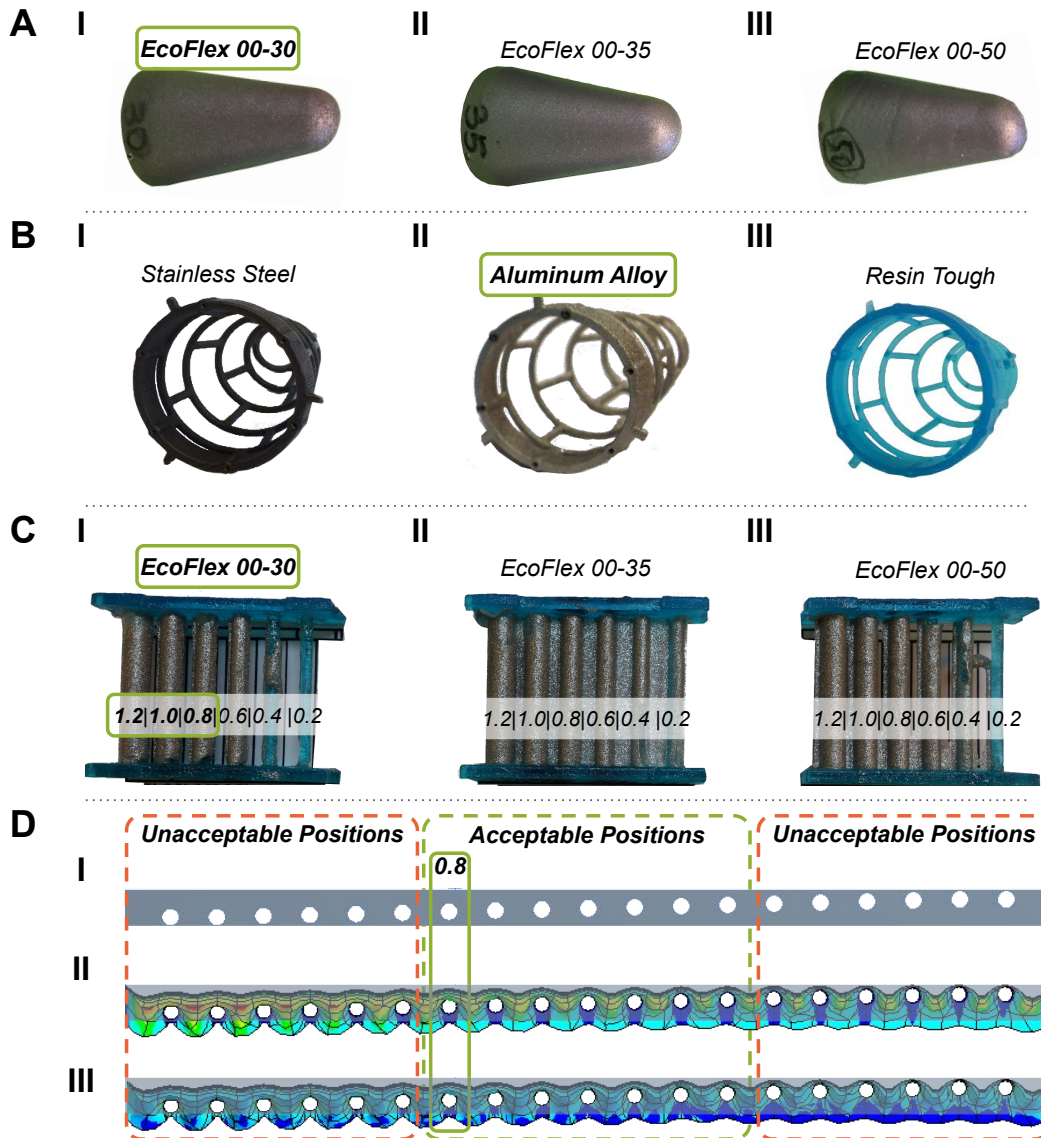 A
I
EcoFlex 00-30
II
EcoFlex 00-35
III
EcoFlex 00-50
30
35
50
B
I
Stainless Steel
II
Aluminum Alloy
III
Resin Tough
C
I
EcoFlex 00-30
II
EcoFlex 00-35
III
EcoFlex 00-50
1.2|1.0|0.8|0.6|0.4 |0.2
1.2|1.0|0.8|0.6|0.4 |0.2
1.2|1.0|0.8|0.6|0.4 |0.2
D
Unacceptable Positions
Acceptable Positions
Unacceptable Positions
I
0.8
II
III